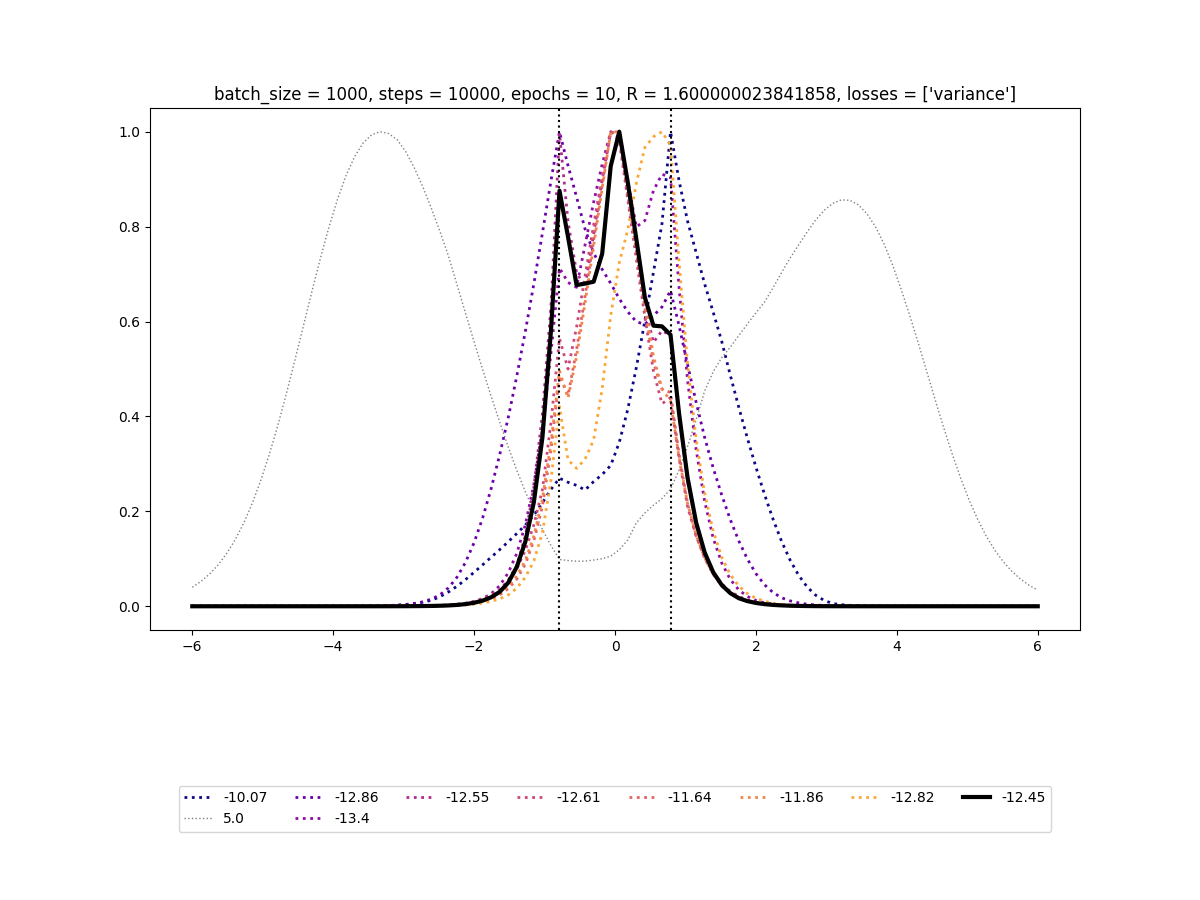 batch_size = 1000, steps = 10000, epochs = 10, R = 1.600000023841858, losses = ['variance']
1.0
0.8
0.6
0.4
0.2
0.0
−6 −4 −2 0 2 4 6
-10.07 -12.86 -12.55 -12.61 -11.64 -11.86 -12.82 -12.45
5.0 -13.4